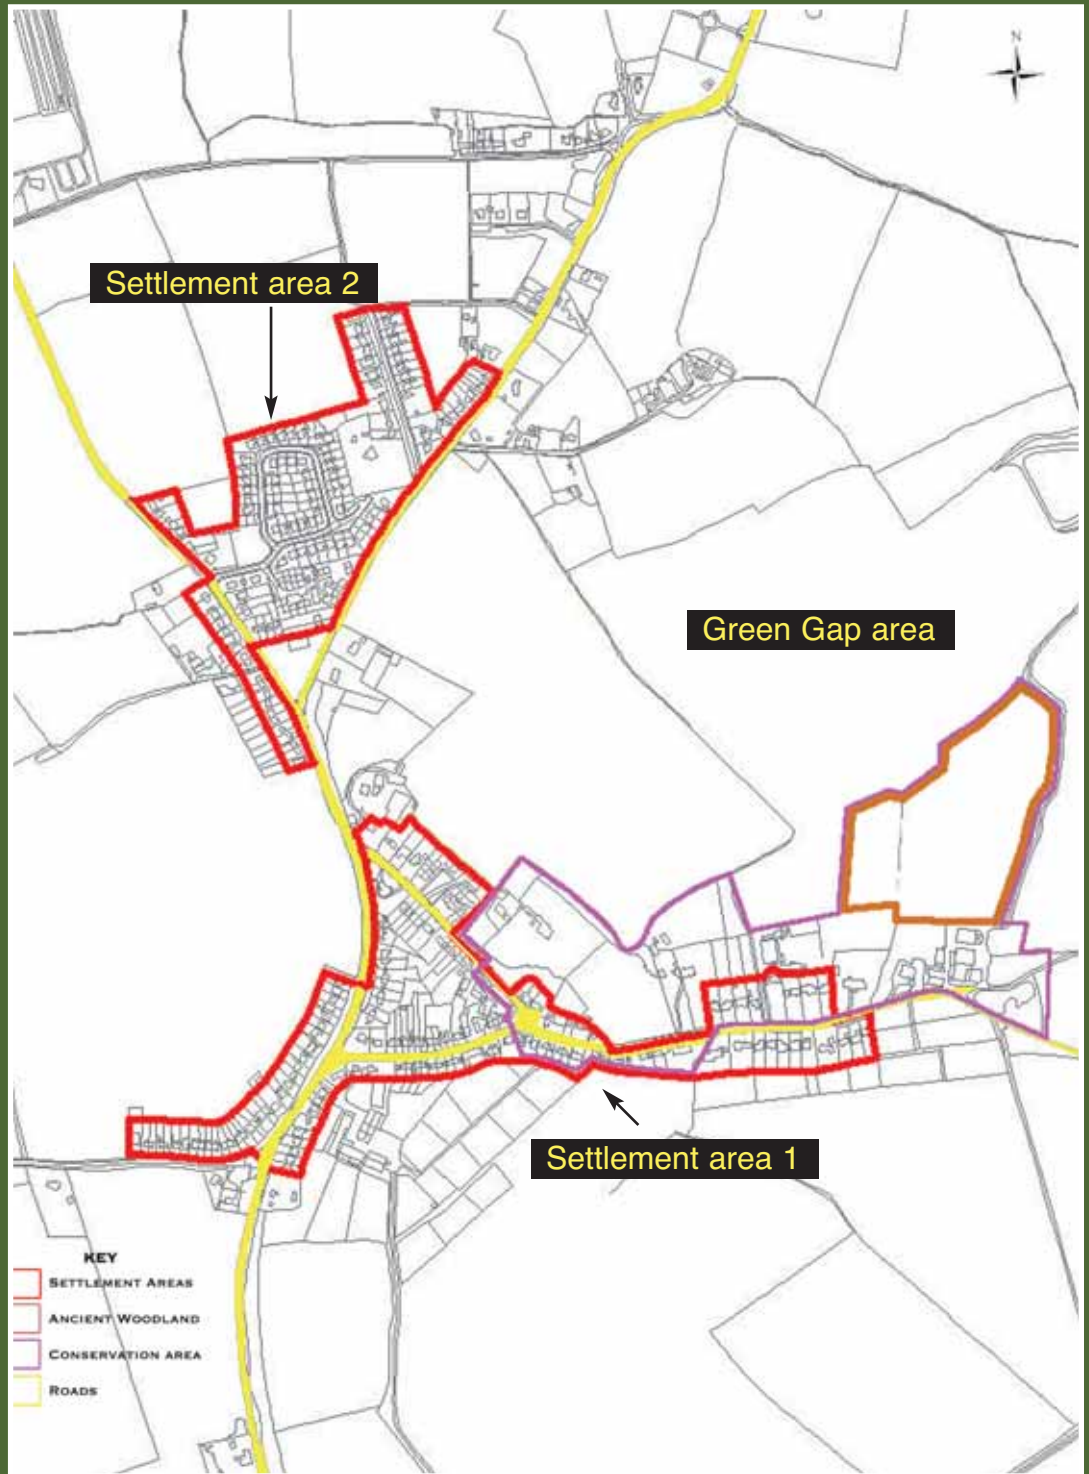 N
Settlement area 2
Green Gap area
Settlement area 1
KEY
SETTLEMENT AREAS
ANCIENT WOODLAND
CONSERVATION AREA
ROADS